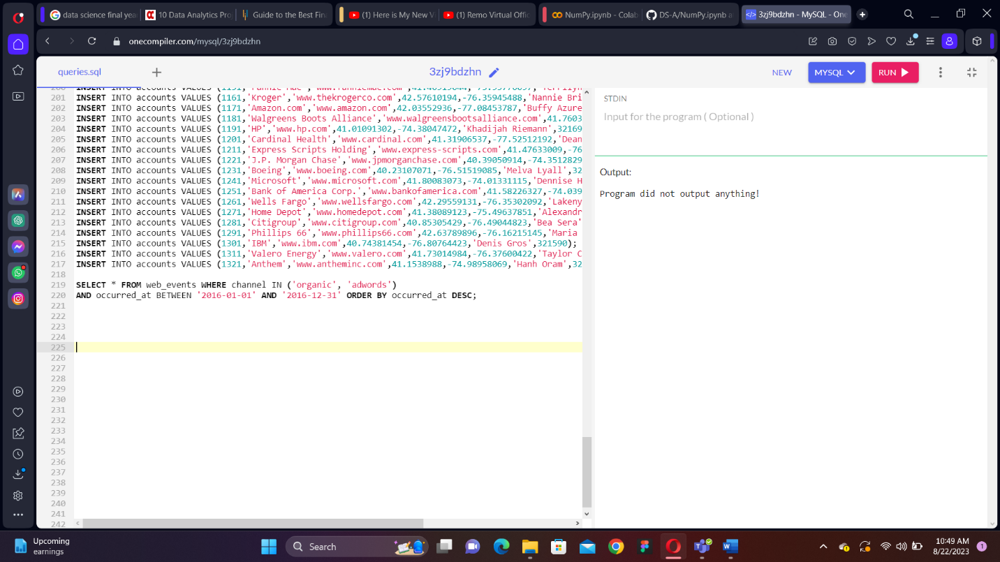 data science final yea
10 Data Analytics Pro
Guide to the Best Fin
(1) Here is My New V
(1) Remo Virtual Offic
NumPy.ipynb - Colab
DS-A/NumPy.ipynb a
3zj9bdzhn - MySQL - One
onecompiler.com/mysql/3zj9bdzhn
queries.sql
3zj9bdzhn
NEW
MYSQL
RUN
201 INSERT INTO accounts VALUES (1161,'Kroger','www.thekrogerco.com',42.57610194,-76.35945488,'Nannie Bri
202 INSERT INTO accounts VALUES (1171,'Amazon.com','www.amazon.com',42.03552936,-77.08453787,'Buffy Azure
203 INSERT INTO accounts VALUES (1181,'Walgreens Boots Alliance','www.walgreensbootsalliance.com',41.7603
204 INSERT INTO accounts VALUES (1191,'HP','www.hp.com',41.01091302,-74.38047472,'Khadijah Riemann',32169
205 INSERT INTO accounts VALUES (1201,'Cardinal Health','www.cardinal.com',41.31906537,-77.52512192,'Dean
206 INSERT INTO accounts VALUES (1211,'Express Scripts Holding','www.express-scripts.com',41.47633009,-76
207 INSERT INTO accounts VALUES (1221,'J.P. Morgan Chase','www.jpmorganchase.com',40.39050914,-74.3512829
208 INSERT INTO accounts VALUES (1231,'Boeing','www.boeing.com',40.23107071,-76.51519085,'Melva Lyall',32
209 INSERT INTO accounts VALUES (1241,'Microsoft','www.microsoft.com',41.80083073,-74.01331115,'Dennise H
210 INSERT INTO accounts VALUES (1251,'Bank of America Corp.','www.bankofamerica.com',41.58226327,-74.039
211 INSERT INTO accounts VALUES (1261,'Wells Fargo','www.wellsfargo.com',42.29559131,-76.35302092,'Lakeny
212 INSERT INTO accounts VALUES (1271,'Home Depot','www.homedepot.com',41.38089123,-75.49637851,'Alexandr
213 INSERT INTO accounts VALUES (1281,'Citigroup','www.citigroup.com',40.85305429,-76.49044823,'Bea Sera'
214 INSERT INTO accounts VALUES (1291,'Phillips 66','www.phillips66.com',42.63789896,-76.16215145,'Maria
215 INSERT INTO accounts VALUES (1301,'IBM','www.ibm.com',40.74381454,-76.80764423,'Denis Gros',321590);
216 INSERT INTO accounts VALUES (1311,'Valero Energy','www.valero.com',41.73014984,-76.37600422,'Taylor C
217 INSERT INTO accounts VALUES (1321,'Anthem','www.antheminc.com',41.1538988,-74.98958069,'Hanh Oram',32
218
219 SELECT * FROM web_events WHERE channel IN ('organic', 'adwords')
220 AND occurred_at BETWEEN '2016-01-01' AND '2016-12-31' ORDER BY occurred_at DESC;
221
222
223
224
225
226
227
228
229
230
231
232
233
234
235
236
237
238
239
240
241
242
STDIN
Input for the program ( Optional )
Output:
Program did not output anything!
Upcoming
earnings
Search
10:49 AM
8/22/2023
1